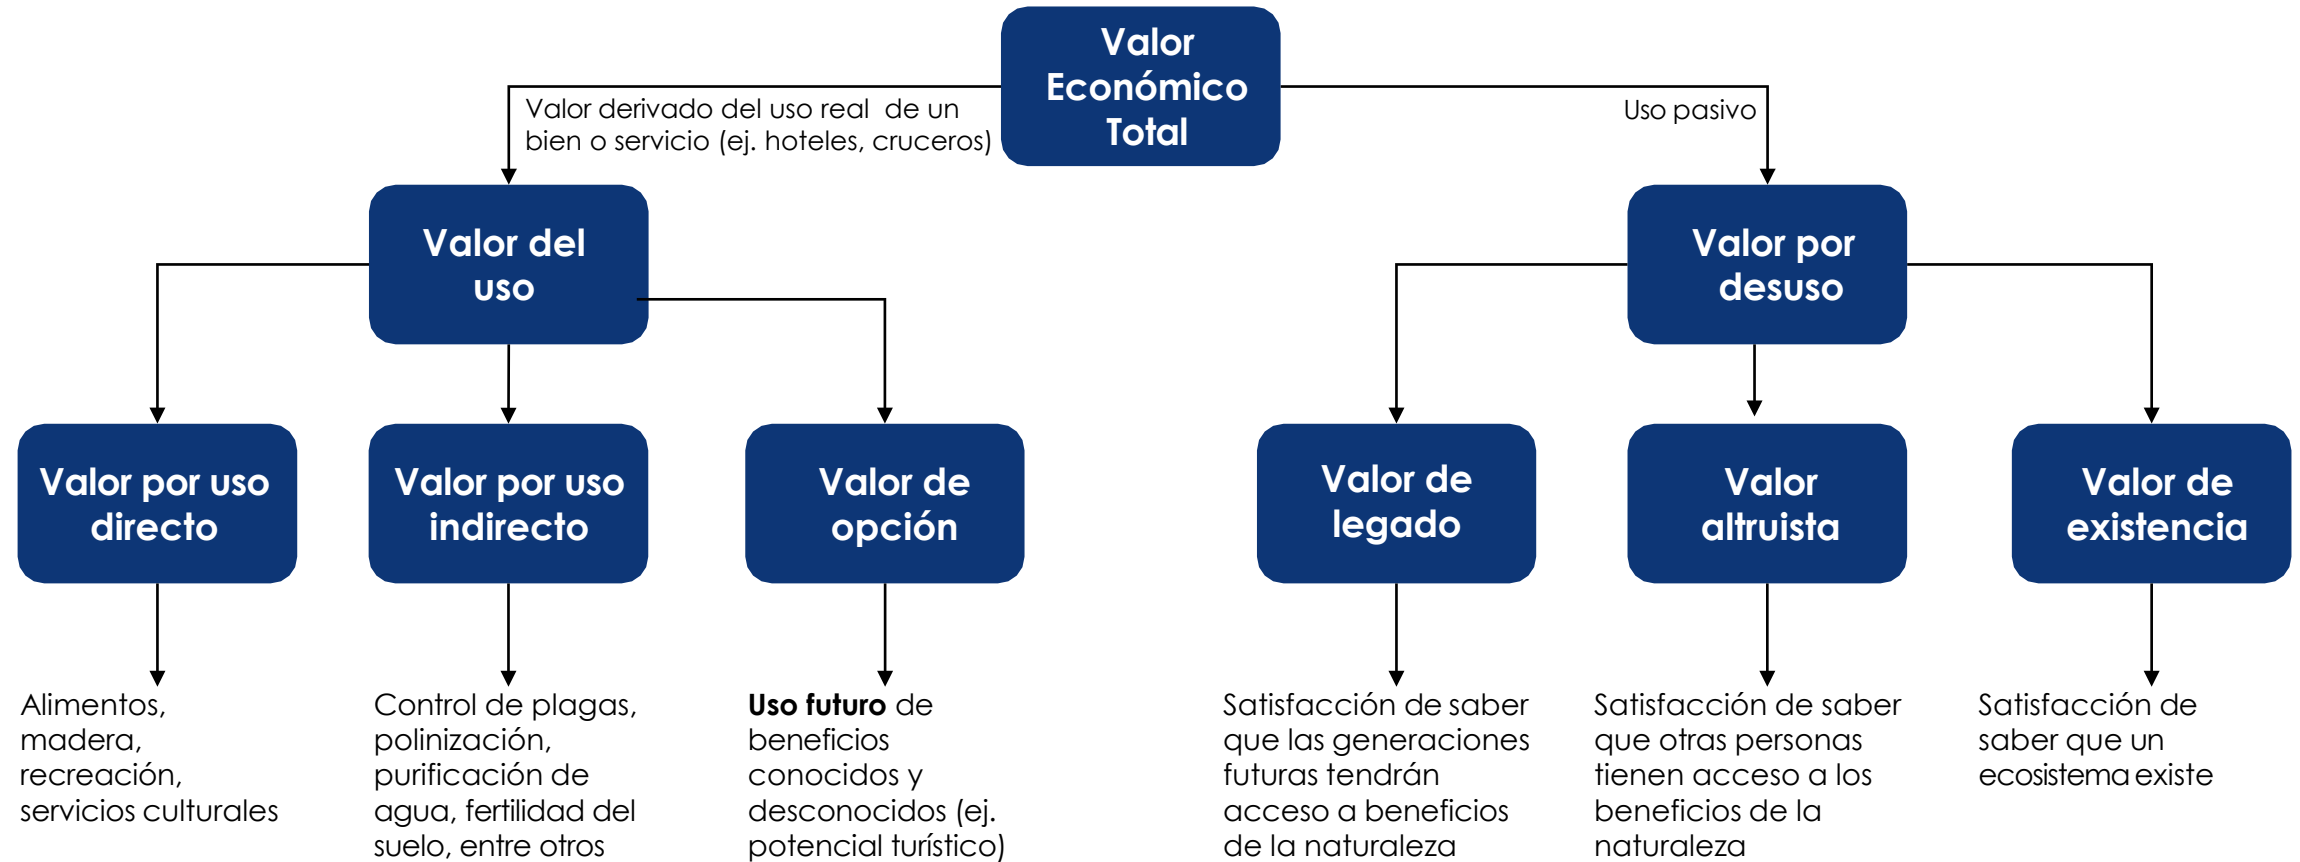 Valor
Económico
Total
Valor derivado del uso real de un
bien o servicio (ej. hoteles, cruceros)
Uso pasivo
Valor del
uso
Valor por
desuso
Valor por uso
directo
Valor por uso
indirecto
Valor de
opción
Valor de
legado
Valor
altruista
Valor de
existencia
Alimentos,
madera,
recreación,
servicios culturales
Control de plagas,
polinización,
purificación de
agua, fertilidad del
suelo, entre otros
Uso futuro de
beneficios
conocidos y
desconocidos (ej.
potencial turístico)
Satisfacción de saber
que las generaciones
futuras tendrán
acceso a beneficios
de la naturaleza
Satisfacción de saber
que otras personas
tienen acceso a los
beneficios de la
naturaleza
Satisfacción de
saber que un
ecosistema existe